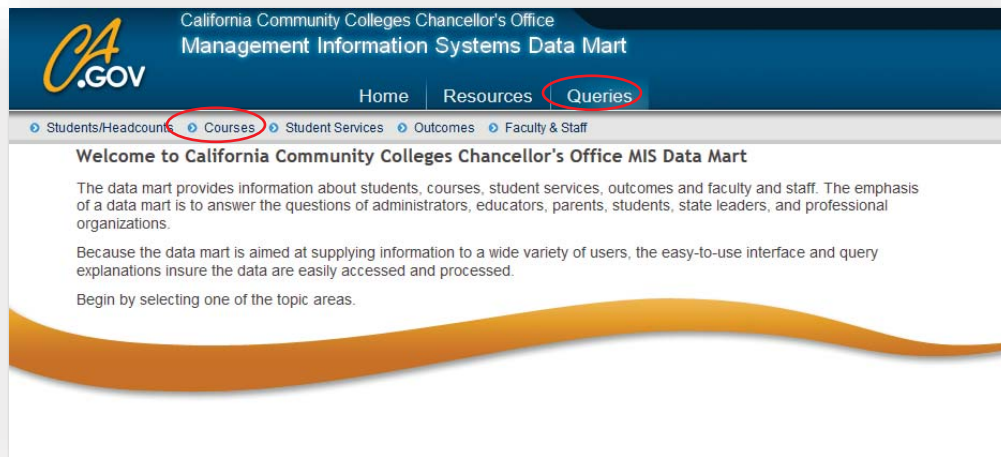 California Community Colleges Chancellor's Office
Management Information Systems Data Mart
CA
.GOV
Home Resources Queries
Students/Headcounts Courses Student Services Outcomes Faculty & Staff
Welcome to California Community Colleges Chancellor's Office MIS Data Mart
The data mart provides information about students, courses, student services, outcomes and faculty and staff. The emphasis
of a data mart is to answer the questions of administrators, educators, parents, students, state leaders, and professional
organizations.
Because the data mart is aimed at supplying information to a wide variety of users, the easy-to-use interface and query
explanations insure the data are easily accessed and processed.
Begin by selecting one of the topic areas.